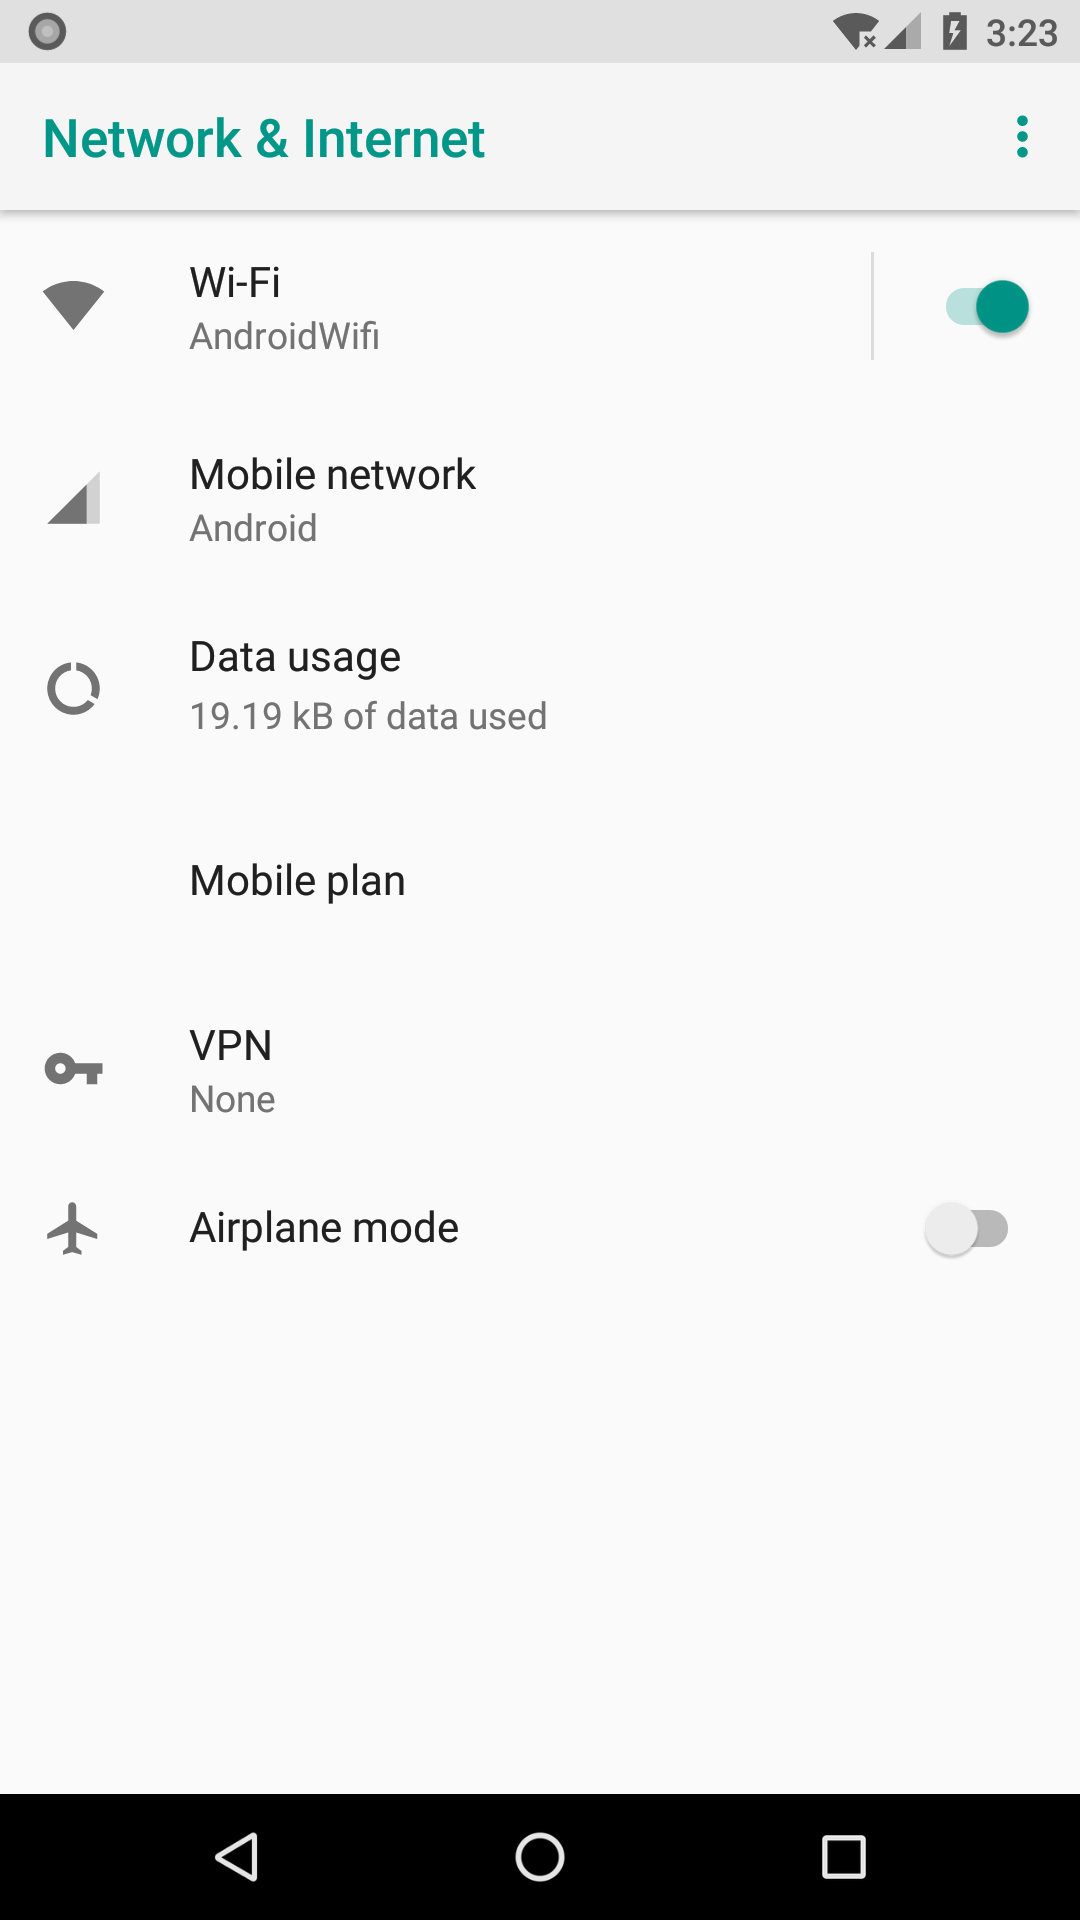 3:23
Network & Internet
Wi-Fi
AndroidWifi
Mobile network
Android
Data usage
19.19 kB of data used
Mobile plan
VPN
None
Airplane mode